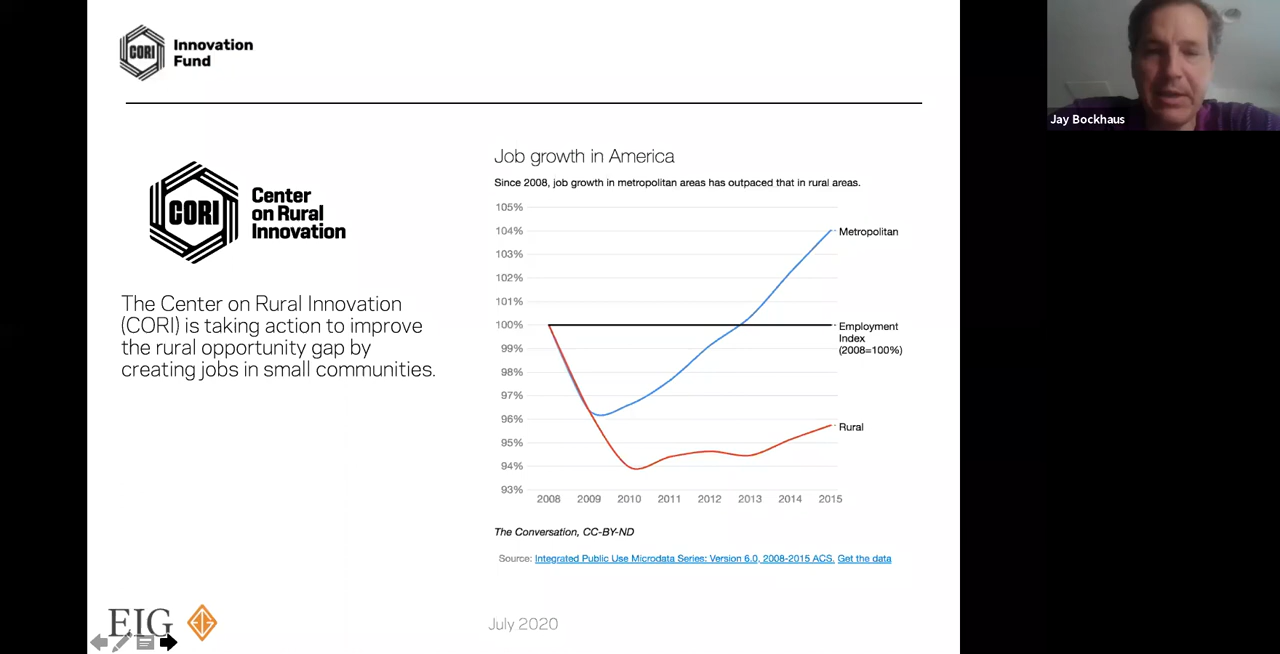 CORI
Innovation
Fund
Jay Bockhaus
CORI
Center
on Rural
Innovation
The Center on Rural Innovation
(CORI) is taking action to improve
the rural opportunity gap by
creating jobs in small communities.
Job growth in America
Since 2008, job growth in metropolitan areas has outpaced that in rural areas.
105%
104%
103%
102%
101%
100%
99%
98%
97%
96%
95%
94%
93%
Metropolitan
Employment
Index
(2008=100%)
Rural
2008 2009 2010 2011 2012 2013 2014 2015
The Conversation, CC-BY-ND
Source: Integrated Public Use Microdata Series: Version 6.0, 2008-2015 ACS. Get the data
EIG
EIG
July 2020